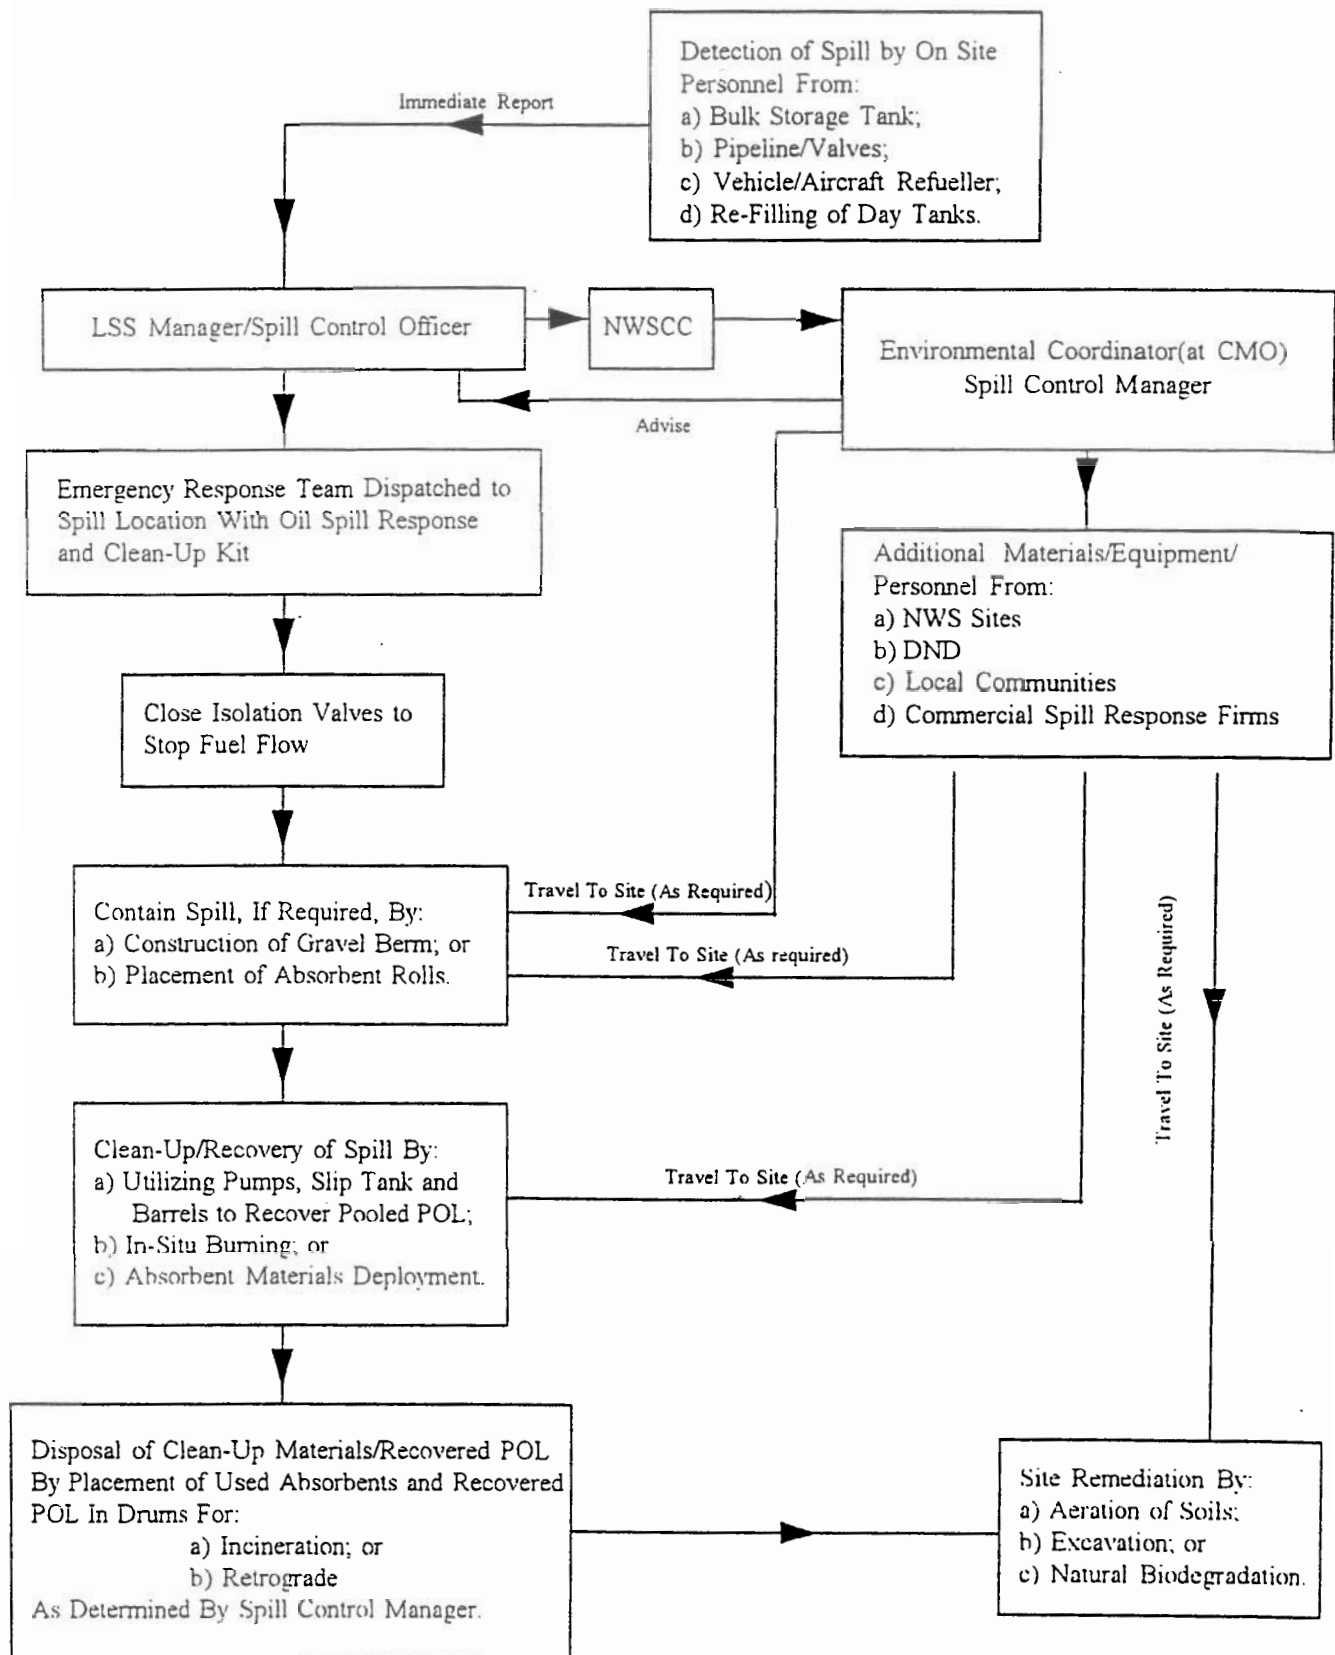 Detection of Spill by On Site
Personnel From:
a) Bulk Storage Tank;
b) Pipeline/Valves;
c) Vehicle/Aircraft Refueller;
d) Re-Filling of Day Tanks.
Immediate Report
LSS Manager/Spill Control Officer
NWSCC
Environmental Coordinator(at CMO)
Spill Control Manager
Advise
Emergency Response Team Dispatched to
Spill Location With Oil Spill Response
and Clean-Up Kit
Additional Materials/Equipment/
Personnel From:
a) NWS Sites
b) DND
c) Local Communities
d) Commercial Spill Response Firms
Close Isolation Valves to
Stop Fuel Flow
Contain Spill, If Required, By:
a) Construction of Gravel Berm; or
b) Placement of Absorbent Rolls.
Travel To Site (As Required)
Travel To Site (As required)
Travel To Site (As Required)
Clean-Up/Recovery of Spill By:
a) Utilizing Pumps, Slip Tank and
Barrels to Recover Pooled POL;
b) In-Situ Burning; or
c) Absorbent Materials Deployment.
Travel To Site (As Required)
Disposal of Clean-Up Materials/Recovered POL
By Placement of Used Absorbents and Recovered
POL In Drums For:
a) Incineration; or
b) Retrograde
As Determined By Spill Control Manager.
Site Remediation By:
a) Aeration of Soils;
b) Excavation; or
c) Natural Biodegradation.